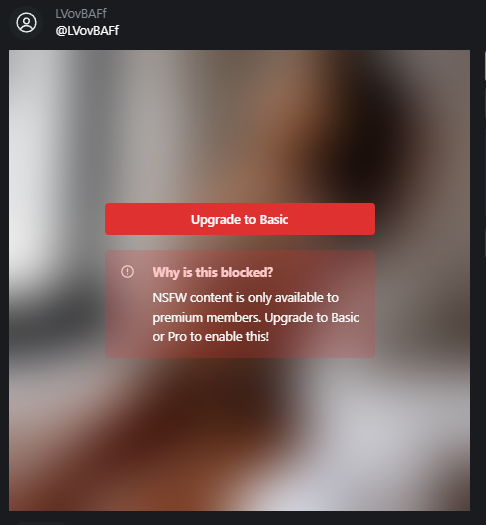 LVovBAFf
@LVovBAFf
Upgrade to Basic
Why is this blocked?
NSFW content is only available to
premium members. Upgrade to Basic
or Pro to enable this!